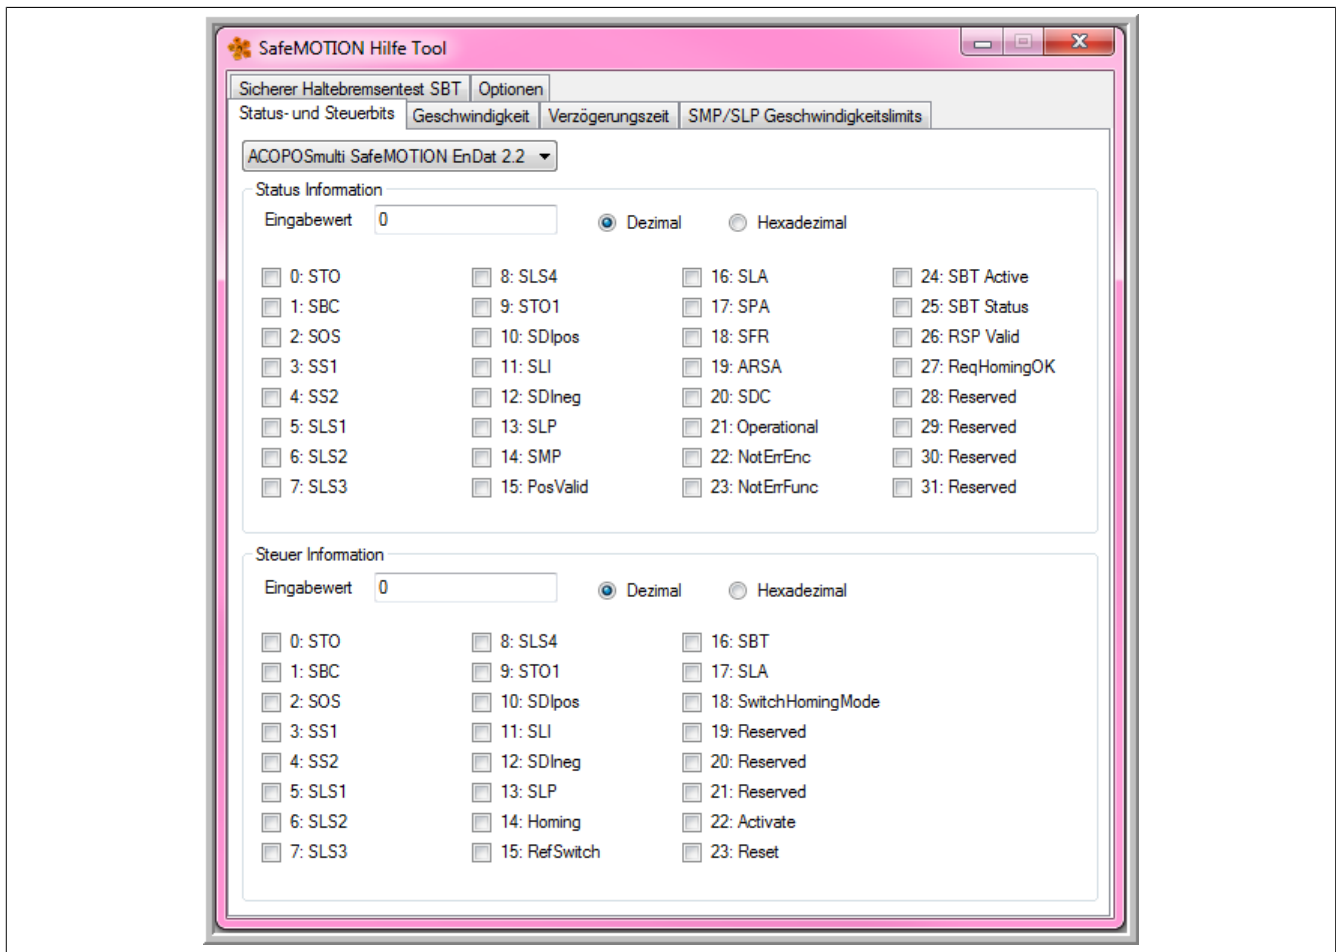 SafeMOTION Hilfe Tool
Sicherer Haltebremsentest SBT Optionen
Status- und Steuerbits Geschwindigkeit Verzögerungszeit SMP/SLP Geschwindigkeitslimits
ACOPOSmulti SafeMOTION EnDat 2.2
Status Information
Eingabewert 0 Dezimal Hexadezimal
0: STO 8: SLS4 16: SLA 24: SBT Active
1: SBC 9: STO1 17: SPA 25: SBT Status
2: SOS 10: SDIpos 18: SFR 26: RSP Valid
3: SS1 11: SLI 19: ARSA 27: ReqHomingOK
4: SS2 12: SDIneg 20: SDC 28: Reserved
5: SLS1 13: SLP 21: Operational 29: Reserved
6: SLS2 14: SMP 22: NotErrEnc 30: Reserved
7: SLS3 15: PosValid 23: NotErrFunc 31: Reserved
Steuer Information
Eingabewert 0 Dezimal Hexadezimal
0: STO 8: SLS4 16: SBT
1: SBC 9: STO1 17: SLA
2: SOS 10: SDIpos 18: SwitchHomingMode
3: SS1 11: SLI 19: Reserved
4: SS2 12: SDIneg 20: Reserved
5: SLS1 13: SLP 21: Reserved
6: SLS2 14: Homing 22: Activate
7: SLS3 15: RefSwitch 23: Reset